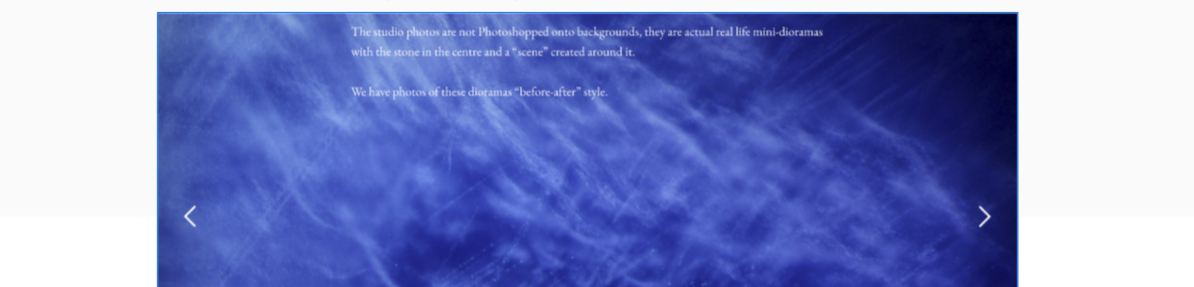 The studio photos are not Photoshopped onto backgrounds, they are actual real life mini-dioramas
with the stone in the centre and a “scene” created around it.
We have photos of these dioramas “before-after” style.